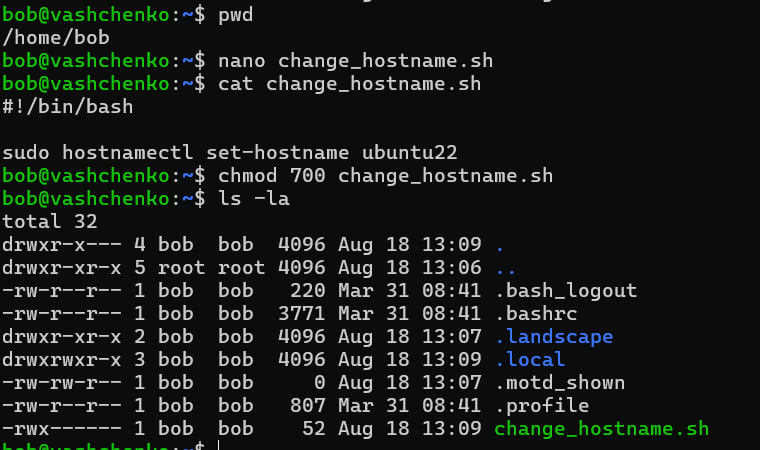 bob@vashchenko:~$ pwd
/home/bob
bob@vashchenko:~$ nano change_hostname.sh
bob@vashchenko:~$ cat change_hostname.sh
#!/bin/bash
sudo hostnamectl set-hostname ubuntu22
bob@vashchenko:~$ chmod 700 change_hostname.sh
bob@vashchenko:~$ ls -la
total 32
drwxr-x--- 4 bob  bob  4096 Aug 18 13:09 .
drwxr-xr-x 5 root root 4096 Aug 18 13:06 ..
-rw-r--r-- 1 bob  bob   220 Mar 31 08:41 .bash_logout
-rw-r--r-- 1 bob  bob  3771 Mar 31 08:41 .bashrc
drwxr-xr-x 2 bob  bob  4096 Aug 18 13:07 .landscape
drwxrwxr-x 3 bob  bob  4096 Aug 18 13:09 .local
-rw-rw-r-- 1 bob  bob     0 Aug 18 13:07 .motd_shown
-rw-r--r-- 1 bob  bob   807 Mar 31 08:41 .profile
-rwx------ 1 bob  bob    52 Aug 18 13:09 change_hostname.sh
bob@vashchenko:~$